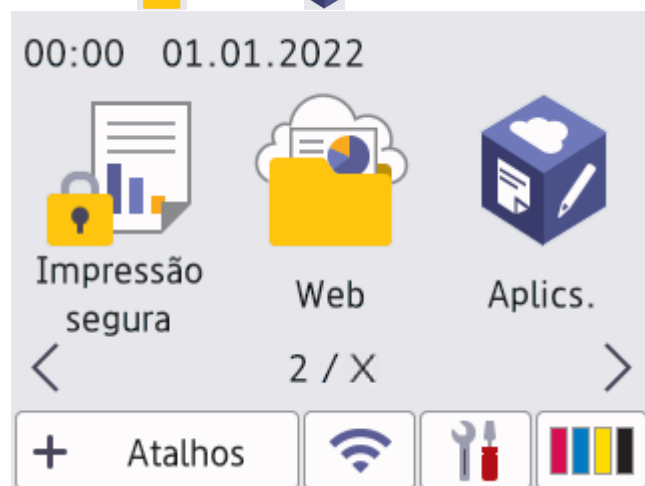 00:00 01.01.2022
Impressão
segura
Web
Aplics.
2 / X
+ Atalhos